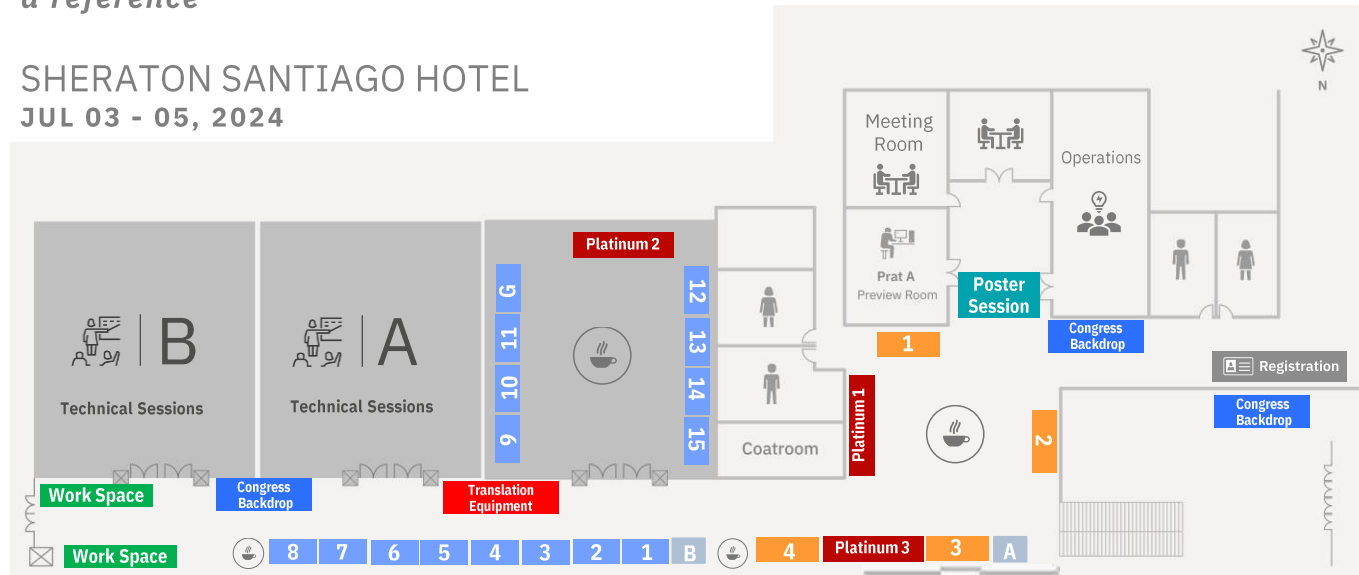 a reference
SHERATON SANTIAGO HOTEL
JUL 03 - 05, 2024
N
Meeting
Room
Operations
Prat A
Preview Room
Poster
Session
1
Congress
Backdrop
Registration
Congress
Backdrop
Platinum 2
G
11
10
9
12
13
14
15
B
Technical Sessions
A
Technical Sessions
Coatroom
Platinum 1
2
Work Space
Congress
Backdrop
Translation
Equipment
Work Space
8
7
6
5
4
3
2
1
B
4
Platinum 3
3
A